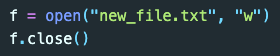 f = open("new_file.txt", "w")
f.close()